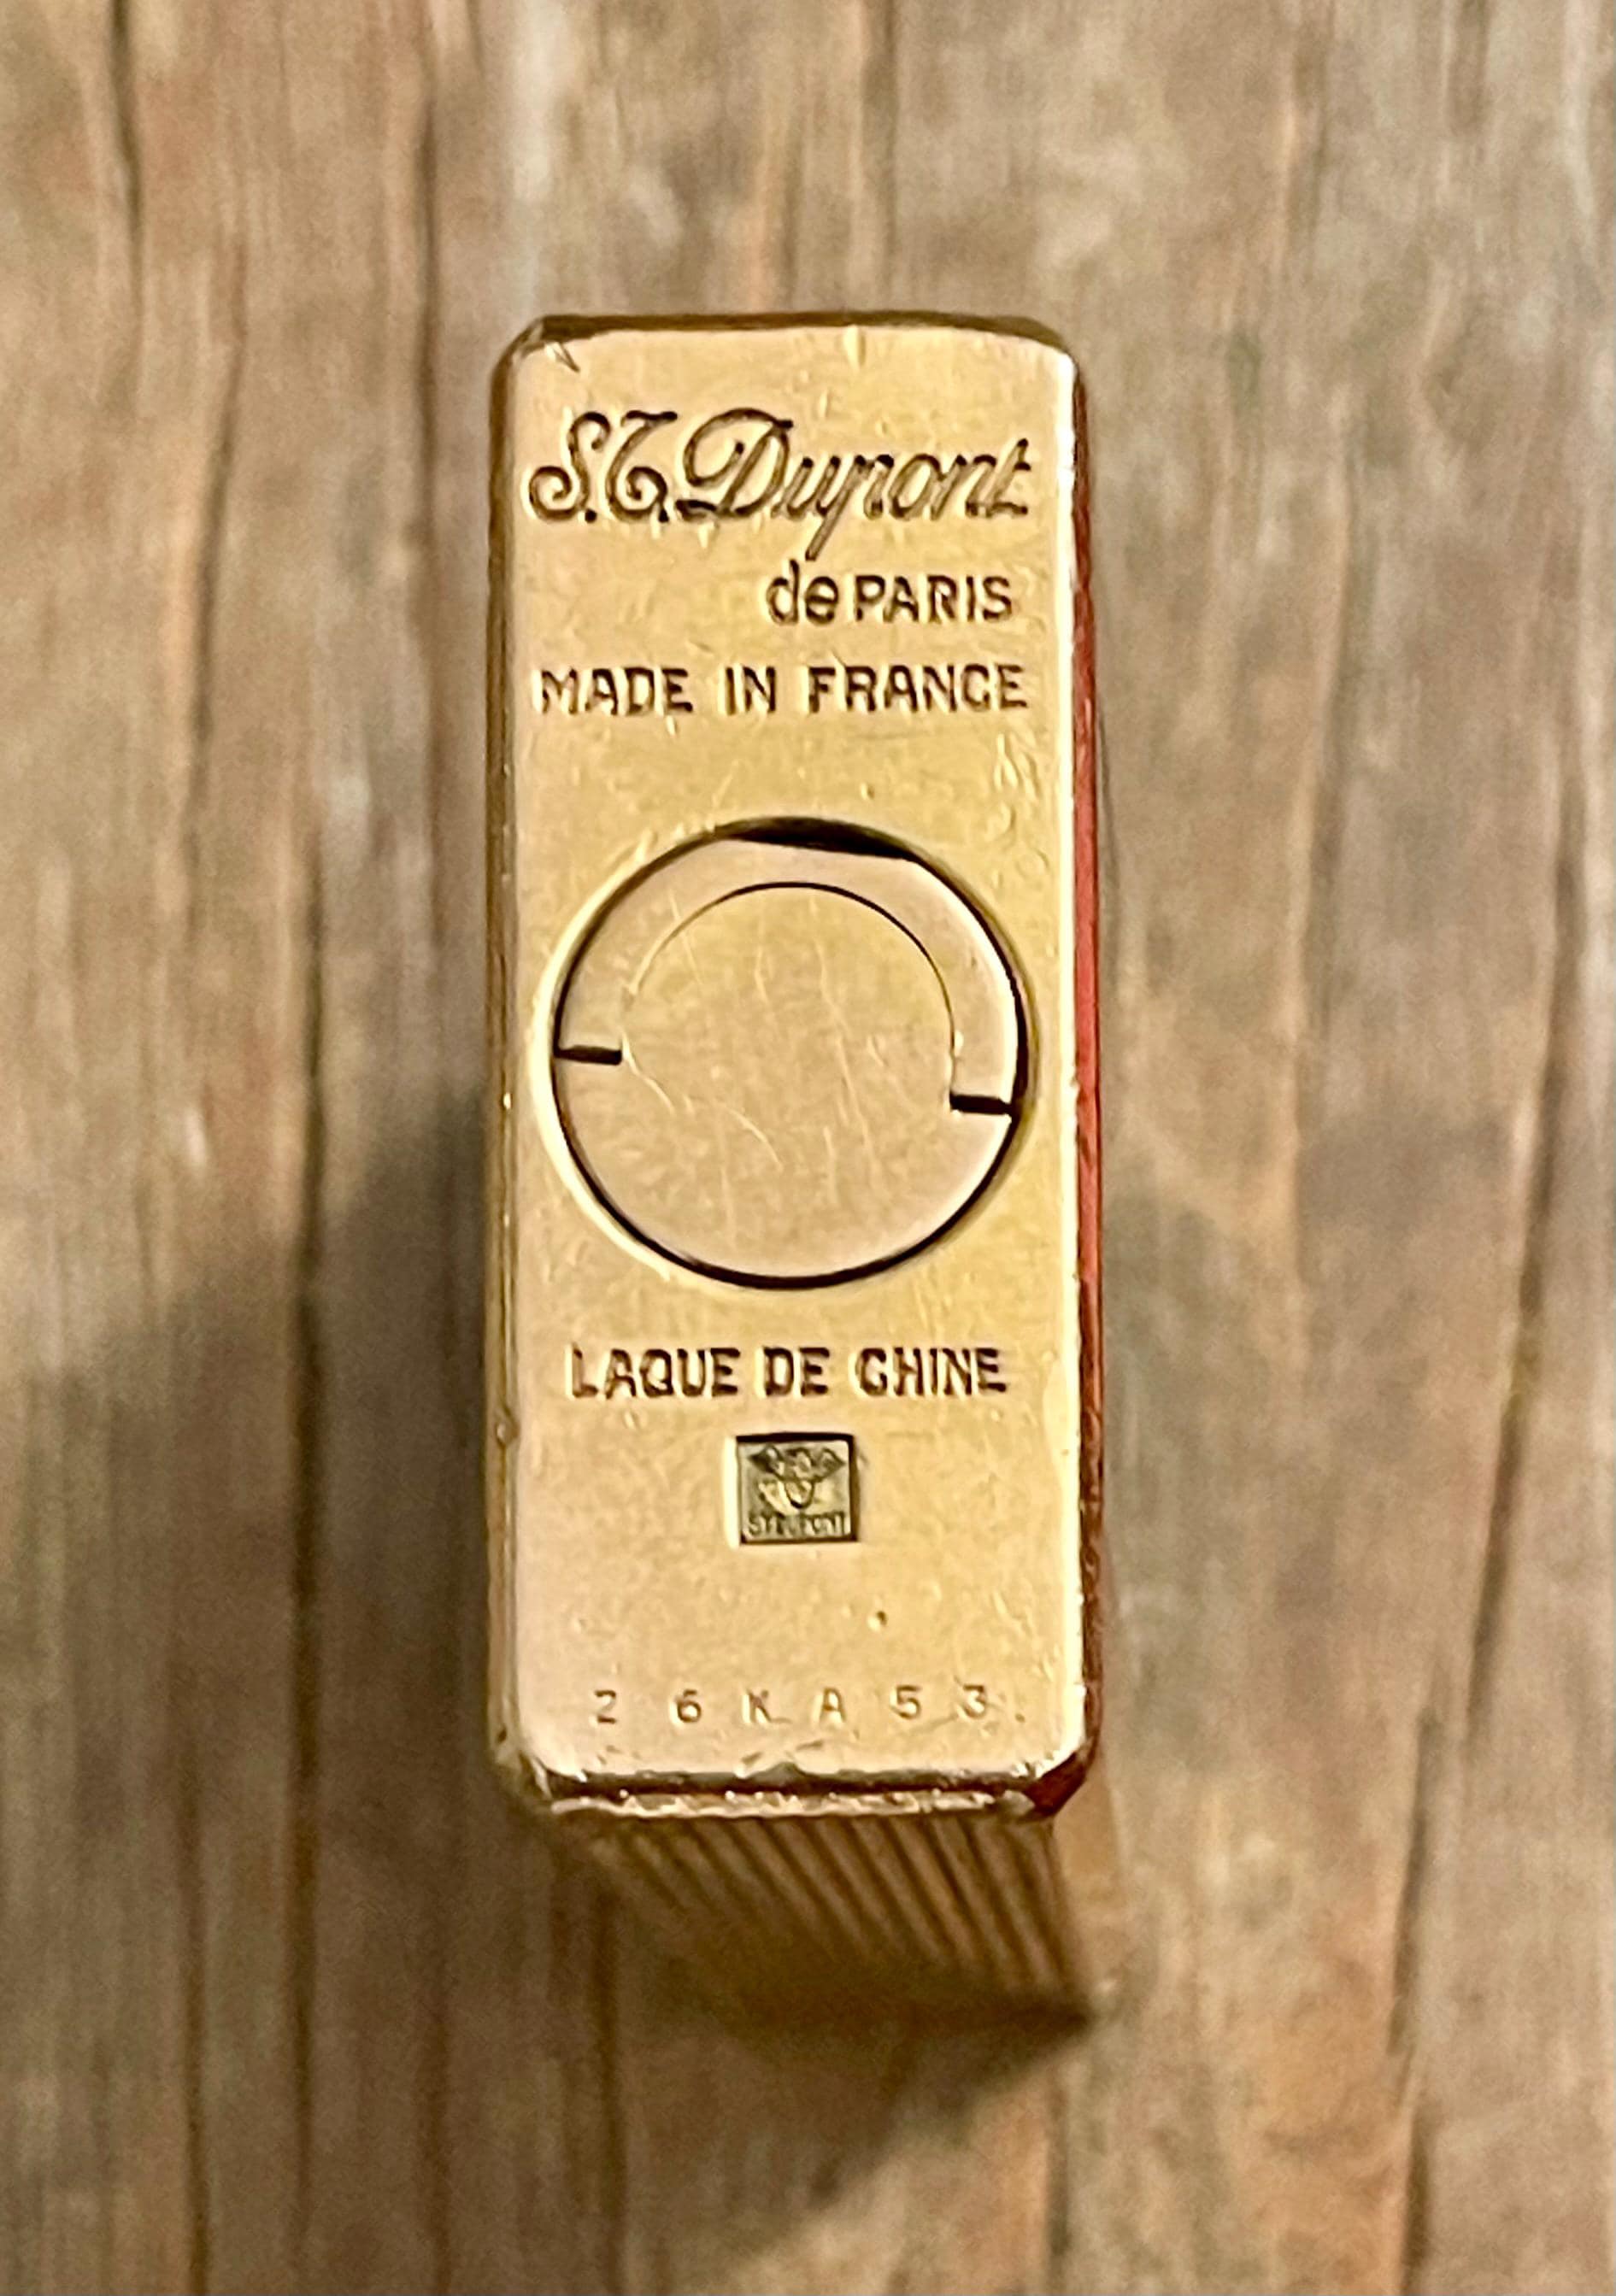 S.T. Dupont
de PARIS
MADE IN FRANCE
LAQUE DE CHINE
26KA53